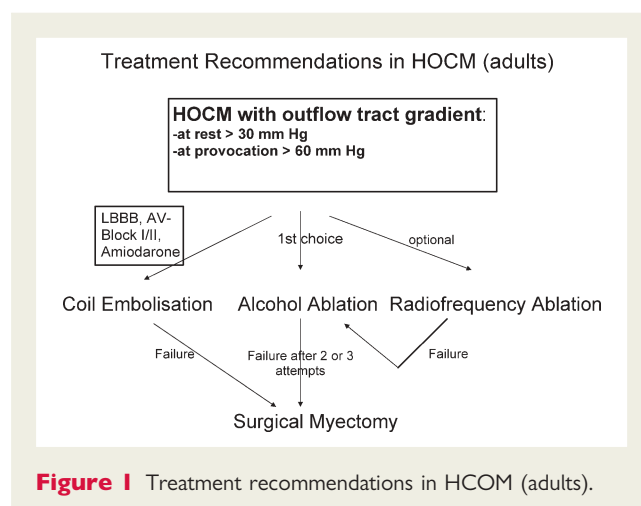 Treatment Recommendations in HOCM (adults)
HOCM with outflow tract gradient:
-at rest > 30 mm Hg
-at provocation > 60 mm Hg
LBBB, AV-
Block I/II,
Amiodarone
1st choice
optional
Coil Embolisation
Alcohol Ablation
Radiofrequency Ablation
Failure
Failure after 2 or 3
attempts
Failure
Surgical Myectomy
Figure 1 Treatment recommendations in HCOM (adults).